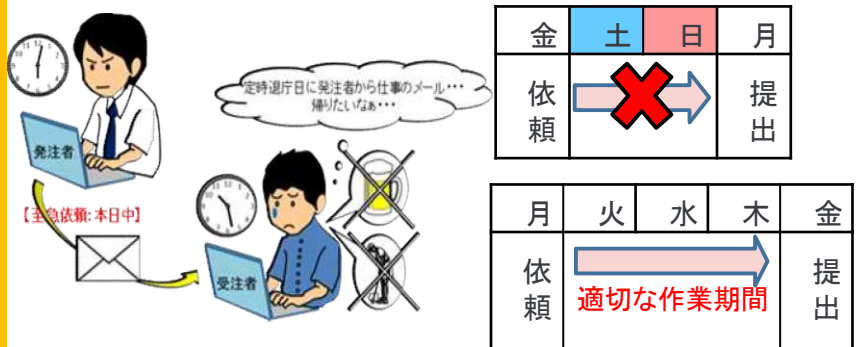 定時退庁日に発注者から仕事のメール・・・
帰りたいなぁ・・・
発注者
【至急依頼:本日中】
受注者
金 土 日 月
依頼 提出
月 火 水 木 金
依頼 提出
適切な作業期間